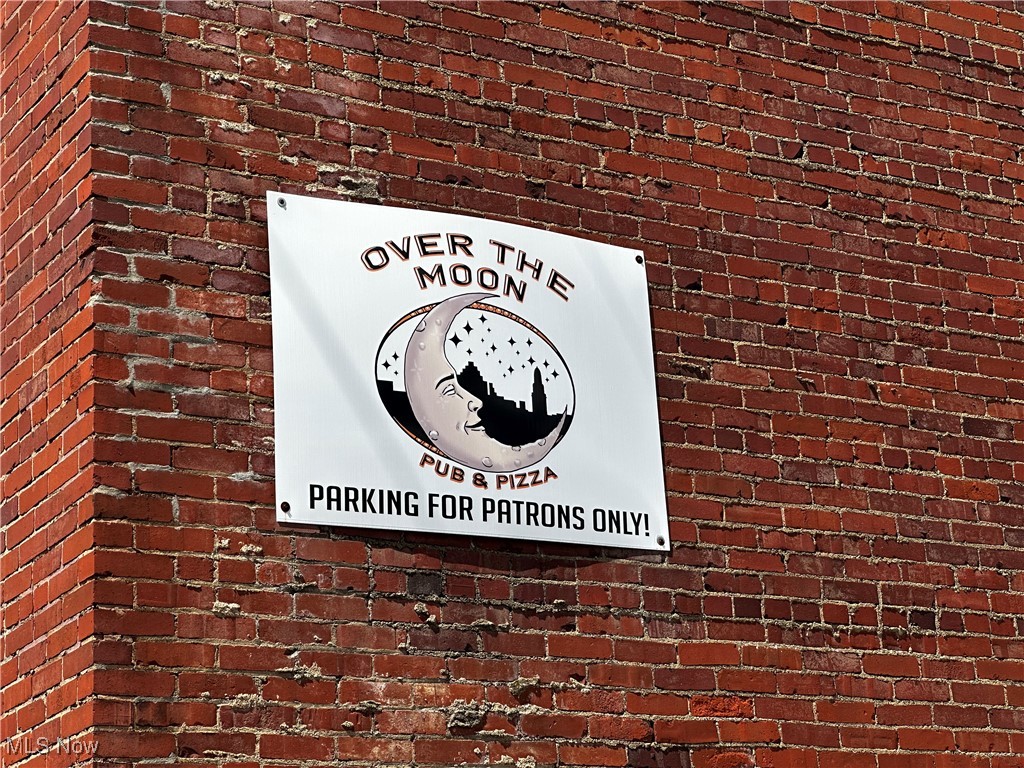 OVER THE
MOON
PUB & PIZZA
PARKING FOR PATRONS ONLY!
MLS Now